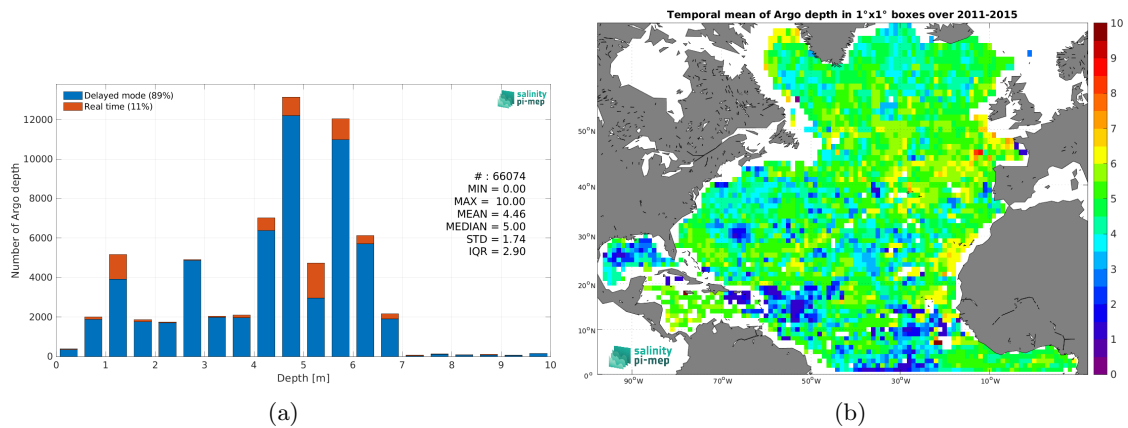 Delayed mode (89%)
Real time (11%)
salinity
pi-mep
Number of Argo depth
12000
10000
8000
6000
4000
2000
0
# : 66074
MIN = 0.00
MAX = 10.00
MEAN = 4.46
MEDIAN = 5.00
STD = 1.74
IQR = 2.90
0 1 2 3 4 5 6 7 8 9 10
Depth [m]
(a)
Temporal mean of Argo depth in 1°x1° boxes over 2011-2015
50°N
40°N
30°N
20°N
10°N
0°
90°W 70°W 50°W 30°W 10°W
salinity
pi-mep
10
9
8
7
6
5
4
3
2
1
0
(b)